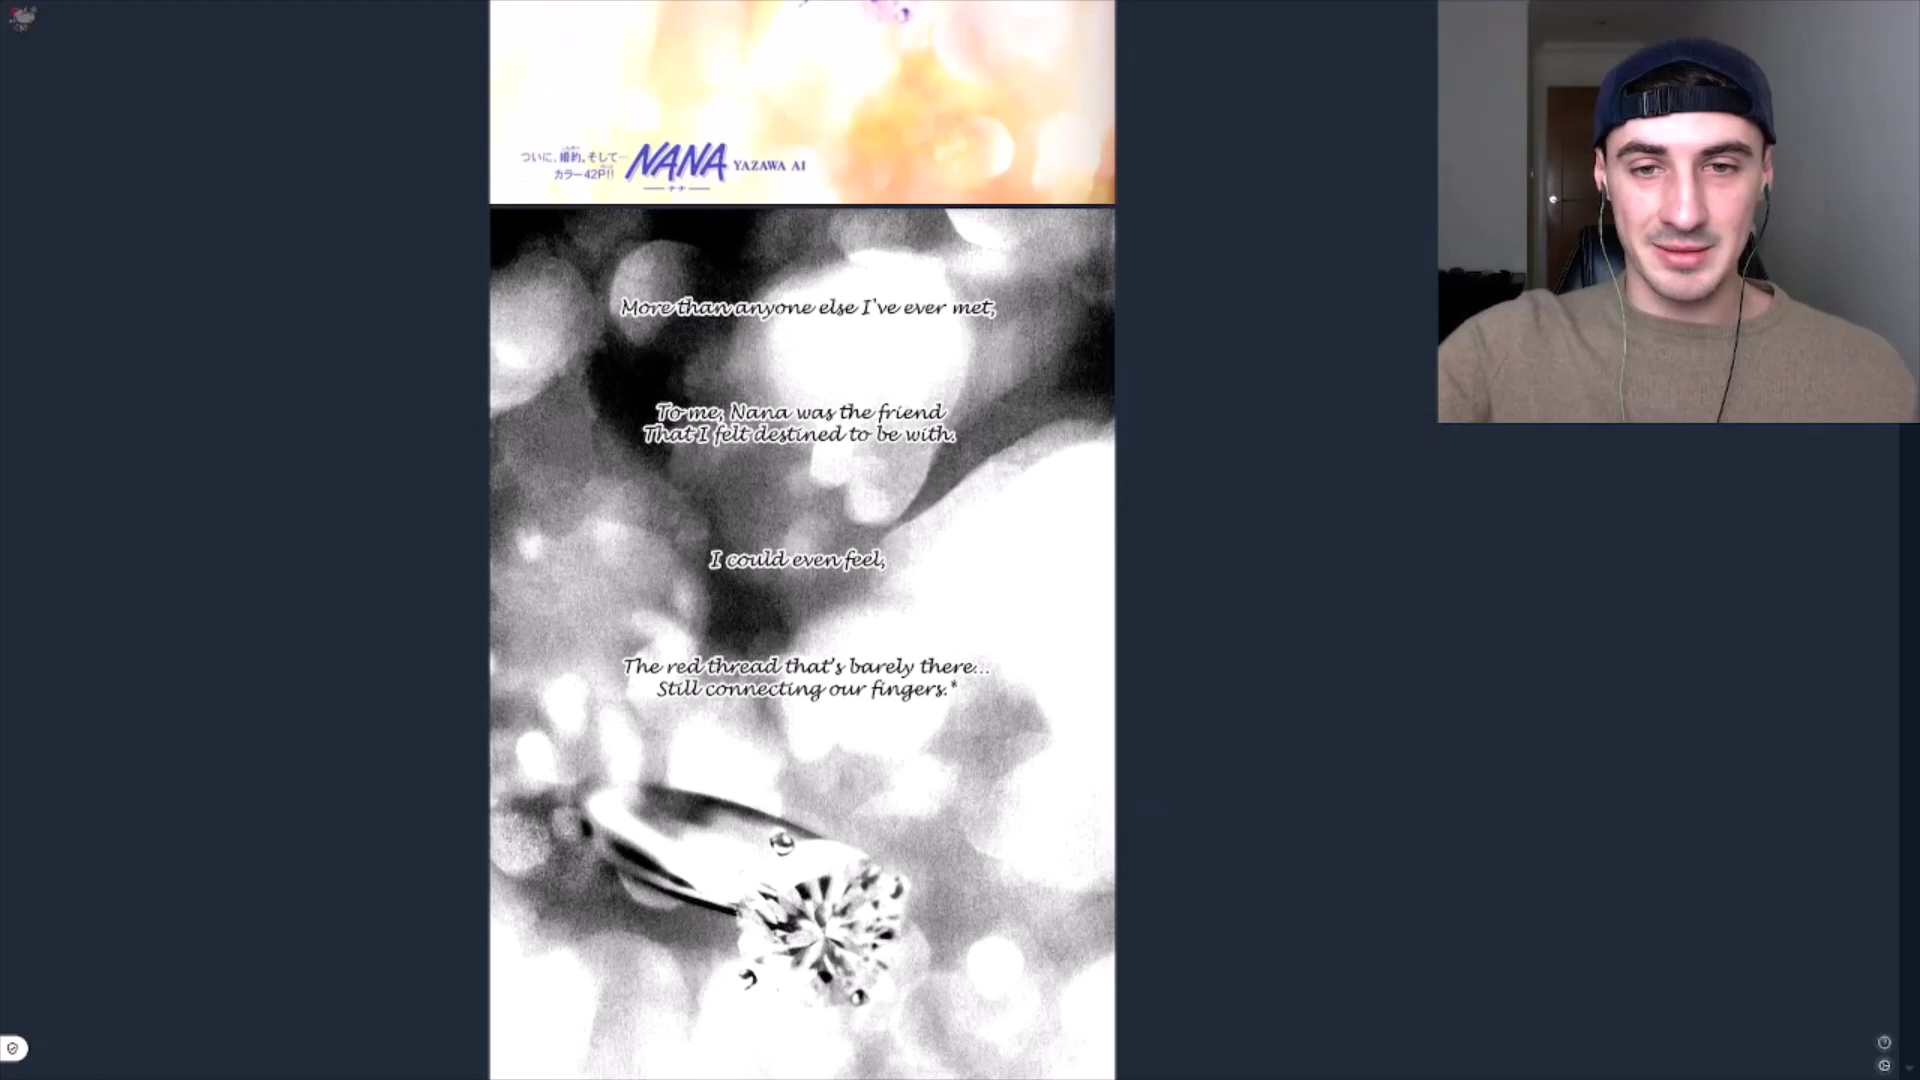 ついに、婚約。そして…
カラー42P!!
NANA
ナナ
YAZAWA AI
More than anyone else I've ever met,
To me, Nana was the friend
That I felt destined to be with.
I could even feel,
The red thread that's barely there...
Still connecting our fingers.*